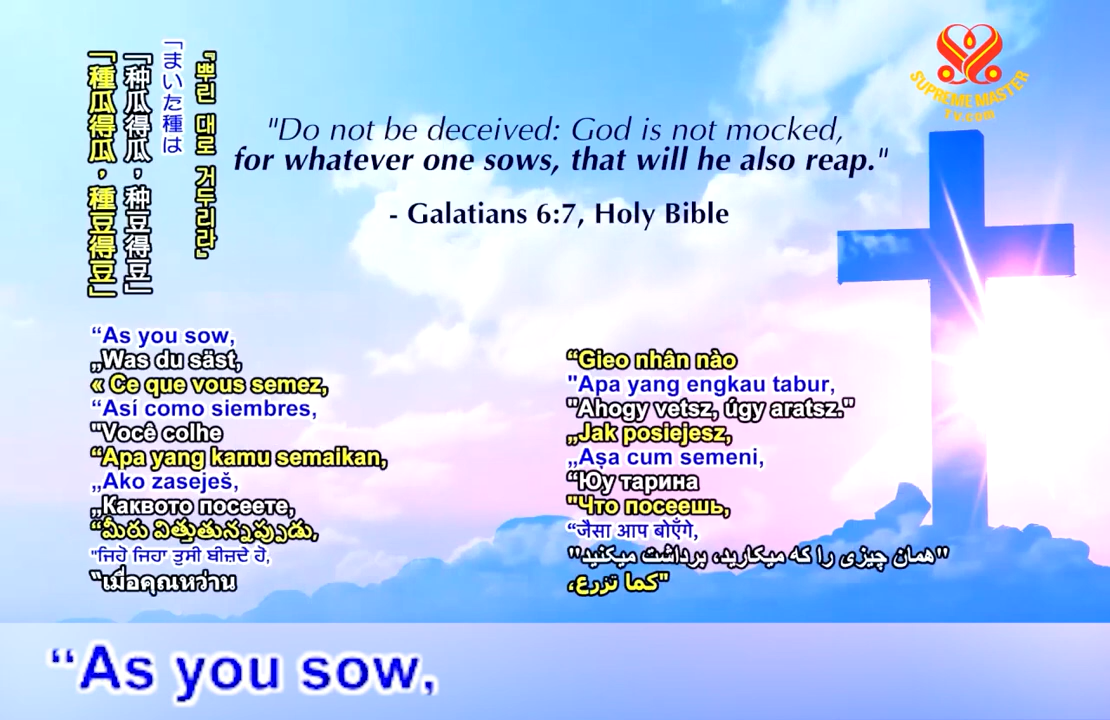 SUPREME MASTER
TV.com
"Do not be deceived: God is not mocked,
for whatever one sows, that will he also reap."
- Galatians 6:7, Holy Bible
『뿌린 대로 거두리라』
「まいた種は
「种瓜得瓜，种豆得豆」
「種瓜得瓜，種豆得豆」
“As you sow,
„Was du säst,
« Ce que vous semez,
“Así como siembres,
"Você colhe
“Apa yang kamu semaikan,
„Ako zaseješ,
„Каквото посеете,
“మీరు విత్తుతున్నప్పుడు,
"ਜਿਹੋ ਜਿਹਾ ਤੁਸੀ ਬੀਜ਼ਦੇ ਹੋ,
“เมื่อคุณหว่าน
“Gieo nhân nào
"Apa yang engkau tabur,
"Ahogy vetsz, úgy aratsz."
„Jak posiejesz,
„Așa cum semeni,
“Юу тарина
"Что посеешь,
“जैसा आप बोएँगे,
"همان چیزی را که میکارید، برداشت میکنید"
"كما تزرع،
“As you sow,